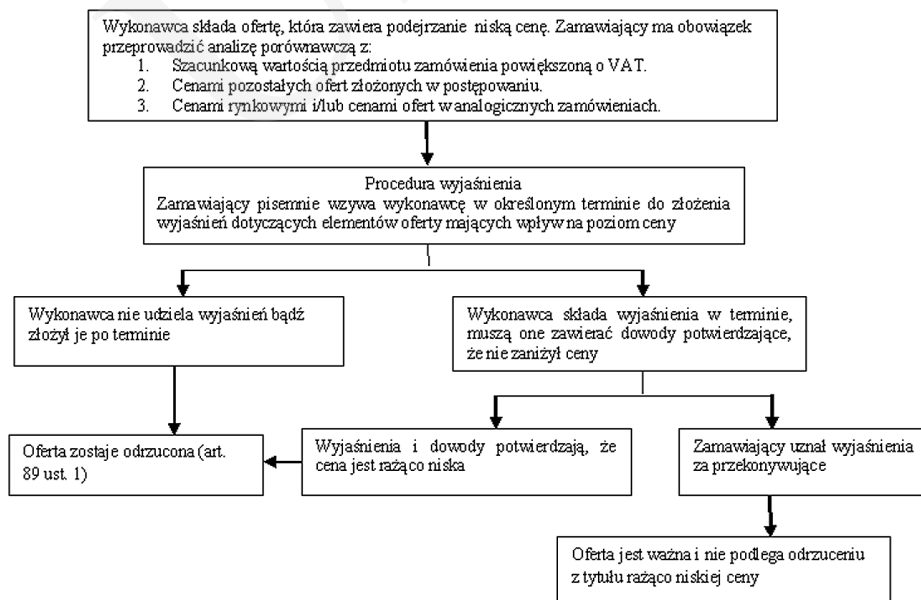 Wykonawca składa ofertę, która zawiera podejrzanie niską cenę. Zamawiający ma obowiązek
przeprowadzić analizę porównawczą z:
1. Szacunkową wartością przedmiotu zamówienia powiększoną o VAT.
2. Cenami pozostałych ofert złożonych w postępowaniu.
3. Cenami rynkowymi i/lub cenami ofert w analogicznych zamówieniach.
Procedura wyjaśnienia
Zamawiający pisemnie wzywa wykonawcę w określonym terminie do złożenia
wyjaśnień dotyczących elementów oferty mających wpływ na poziom ceny
Wykonawca nie udziela wyjaśnień bądź
złożył je po terminie
Wykonawca składa wyjaśnienia w terminie,
muszą one zawierać dowody potwierdzające,
że nie zaniżył ceny
Oferta zostaje odrzucona (art.
89 ust. 1)
Wyjaśnienia i dowody potwierdzają, że
cena jest rażąco niska
Zamawiający uznał wyjaśnienia
za przekonywujące
Oferta jest ważna i nie podlega odrzuceniu
z tytułu rażąco niskiej ceny